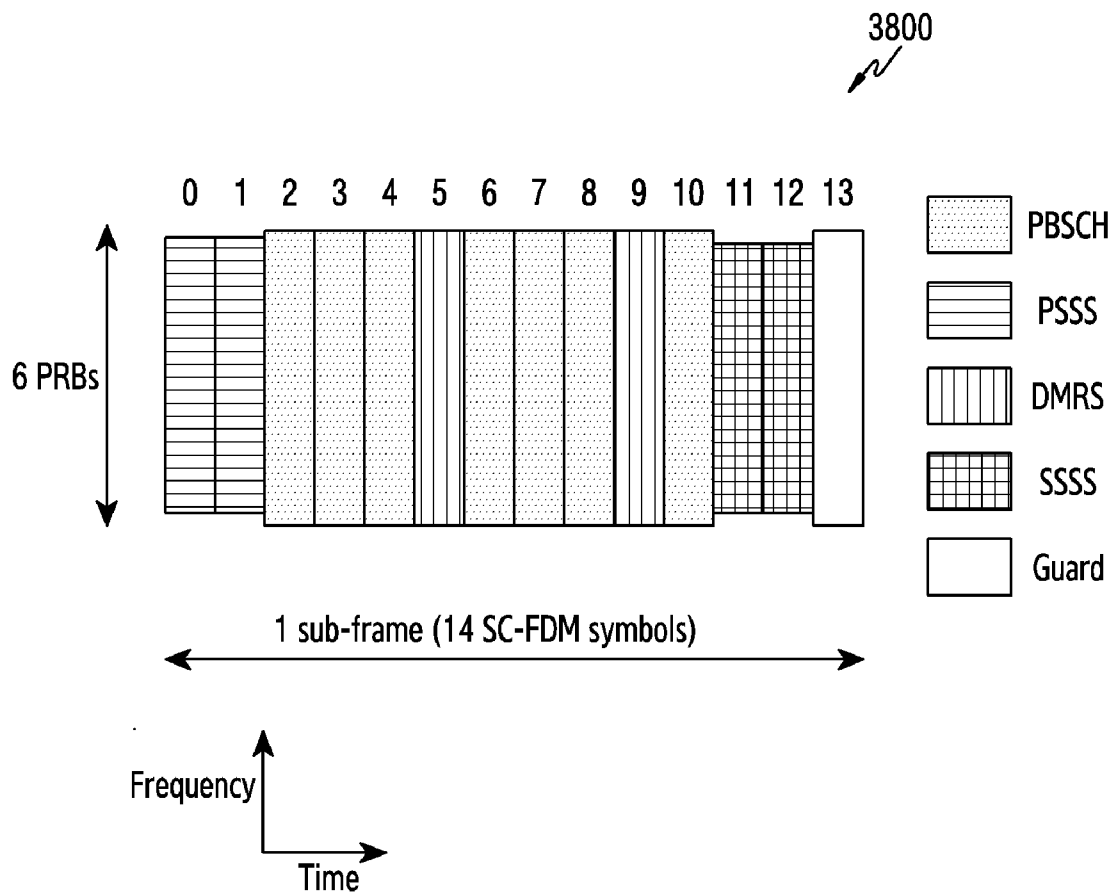 3800
0 1 2 3 4 5 6 7 8 9 10 11 12 13
PBSCH
PSSS
6 PRBs
DMRS
SSSS
Guard
1 sub-frame (14 SC-FDM symbols)
Frequency
Time